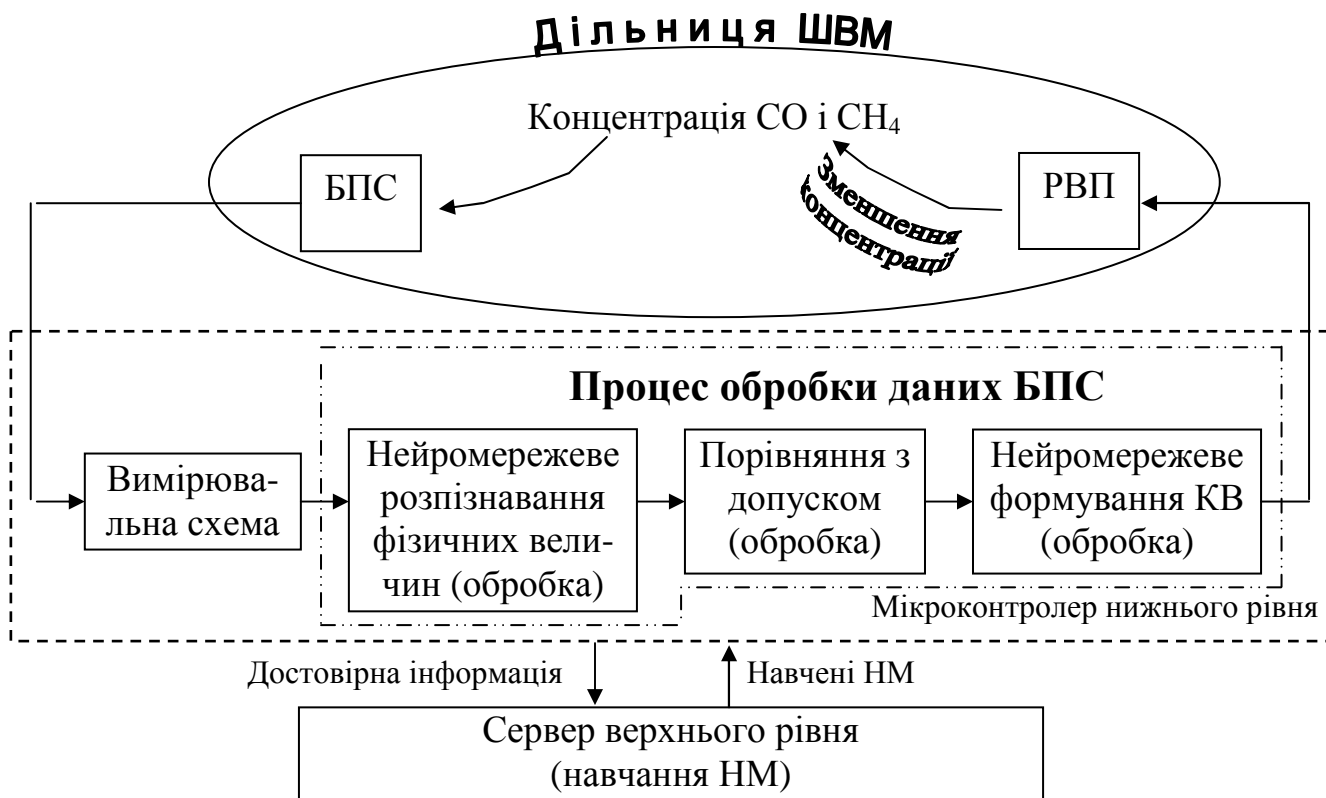 Дільниця ШВМ
Концентрація CO і CH₄
БПС
Зменшення
концентрації
РВП
Процес обробки даних БПС
Вимірюва-
льна схема
Нейромережеве
розпізнавання
фізичних вели-
чин (обробка)
Порівняння з
допуском
(обробка)
Нейромережеве
формування КВ
(обробка)
Мікроконтролер нижнього рівня
Достовірна інформація
Навчені НМ
Сервер верхнього рівня
(навчання НМ)